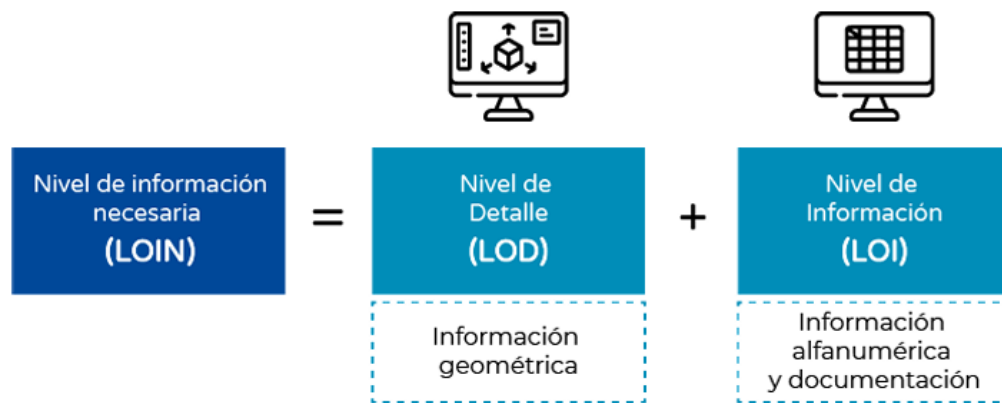 Nivel de información
necesaria
(LOIN)
=
Nivel de
Detalle
(LOD)
+
Nivel de
Información
(LOI)
Información
geométrica
Información
alfanumérica
y documentación